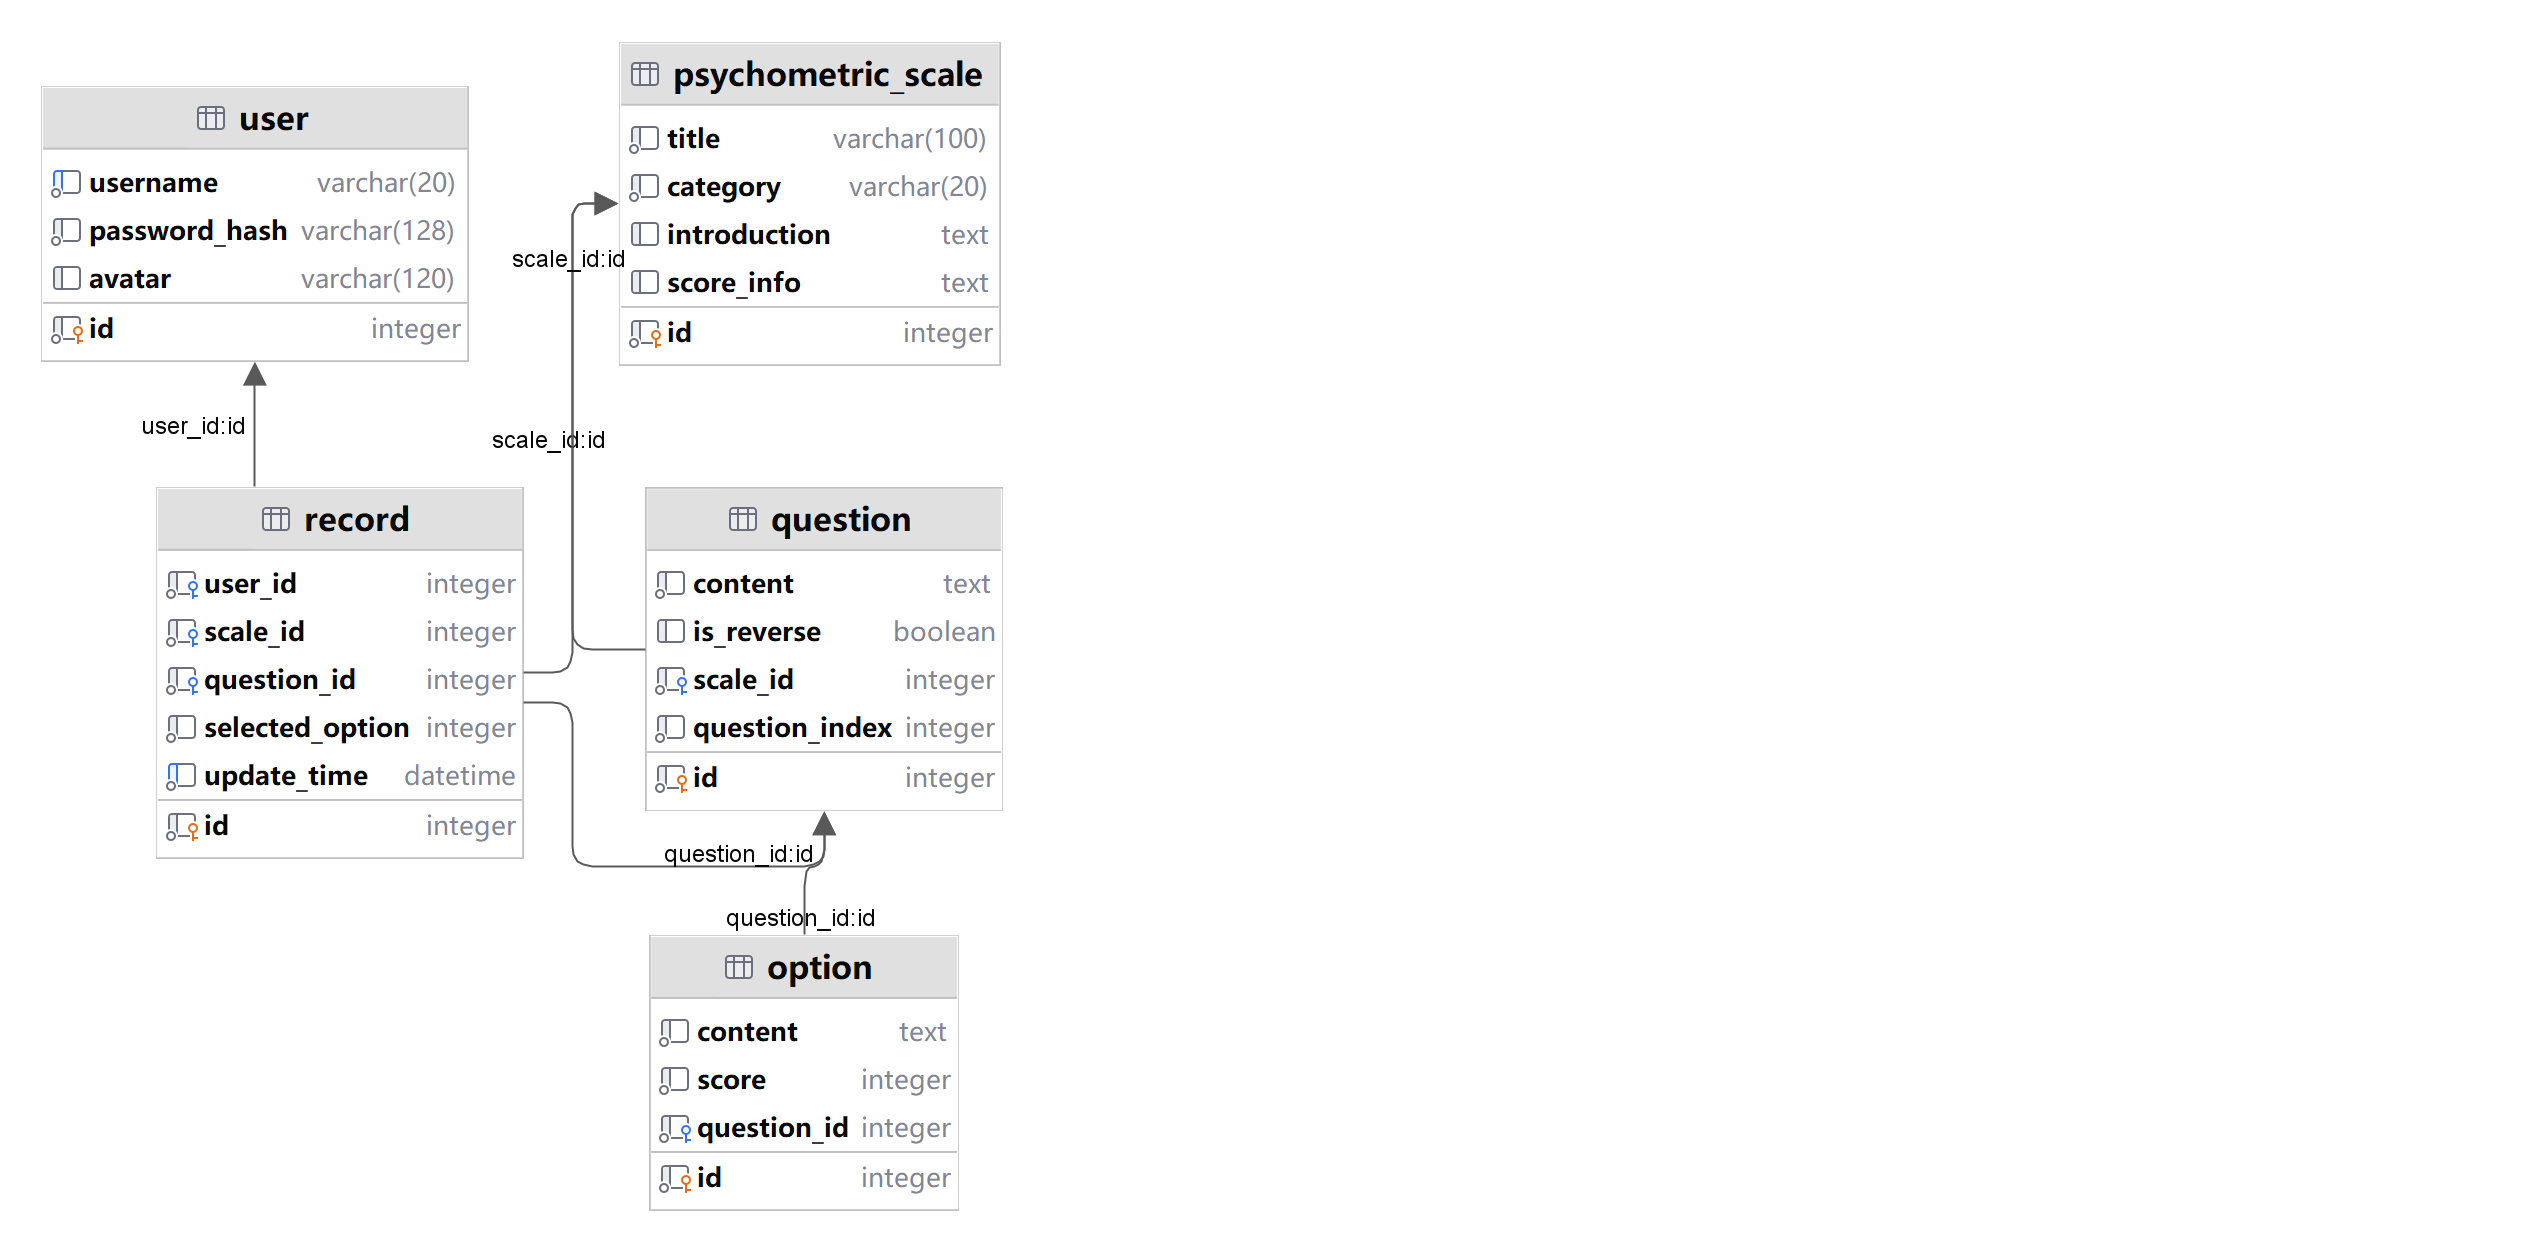 user
username varchar(20)
password_hash varchar(128)
avatar varchar(120)
id integer
psychometric_scale
title varchar(100)
category varchar(20)
introduction text
score_info text
id integer
scale_id:id
user_id:id
scale_id:id
record
user_id integer
scale_id integer
question_id integer
selected_option integer
update_time datetime
id integer
question
content text
is_reverse boolean
scale_id integer
question_index integer
id integer
question_id:id
question_id:id
option
content text
score integer
question_id integer
id integer